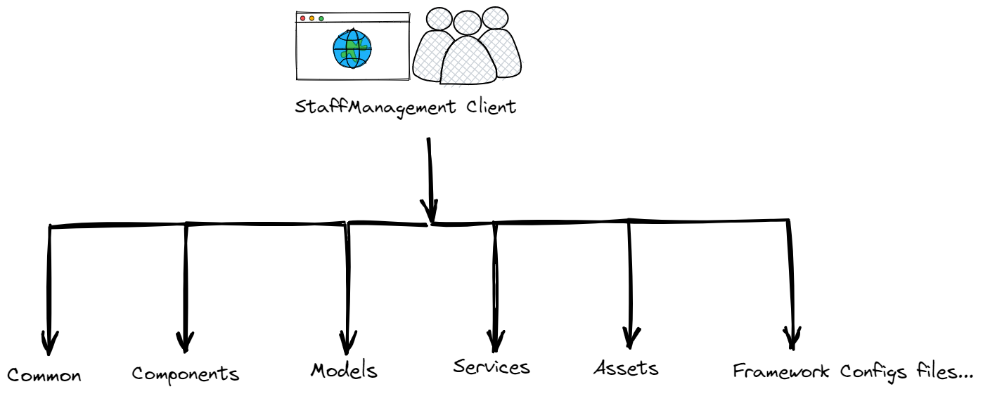 StaffManagement Client
Common
Components
Models
Services
Assets
Framework Configs files...